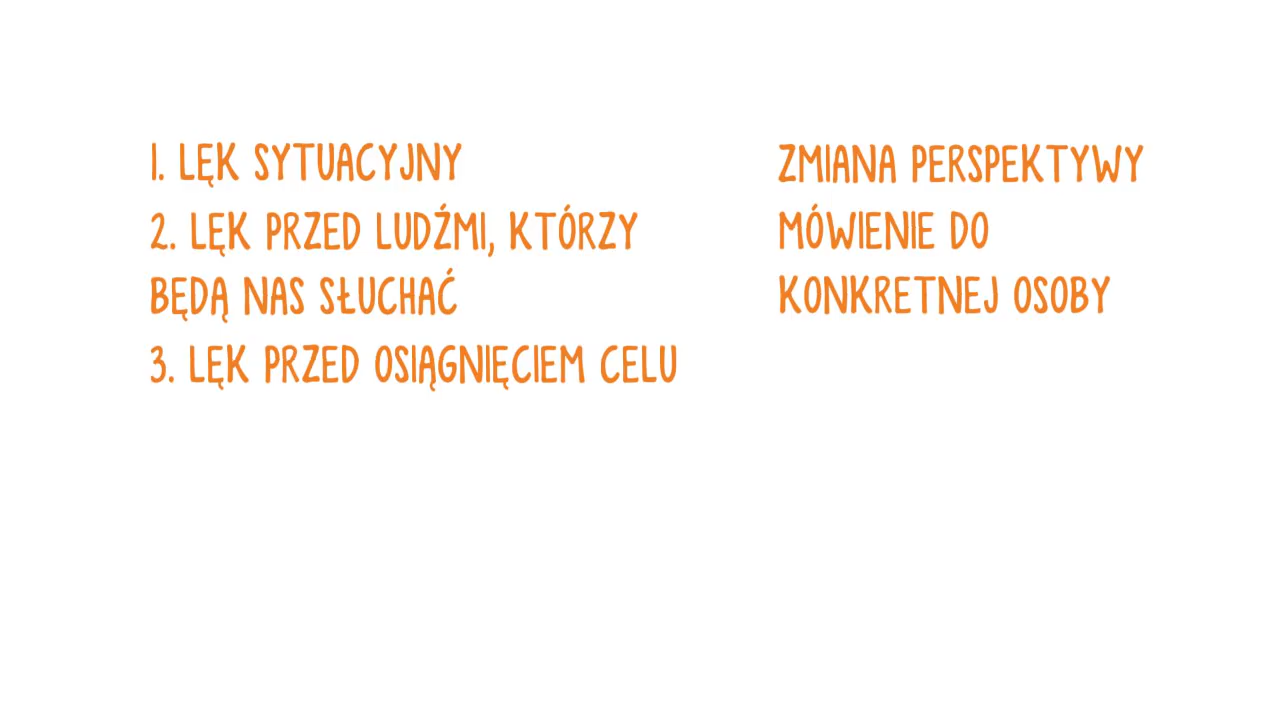 1. LĘK SYTUACYJNY
2. LĘK PRZED LUDŹMI, KTÓRZY
BĘDĄ NAS SŁUCHAĆ
3. LĘK PRZED OSIĄGNIĘCIEM CELU
ZMIANA PERSPEKTYWY
MÓWIENIE DO
KONKRETNEJ OSOBY